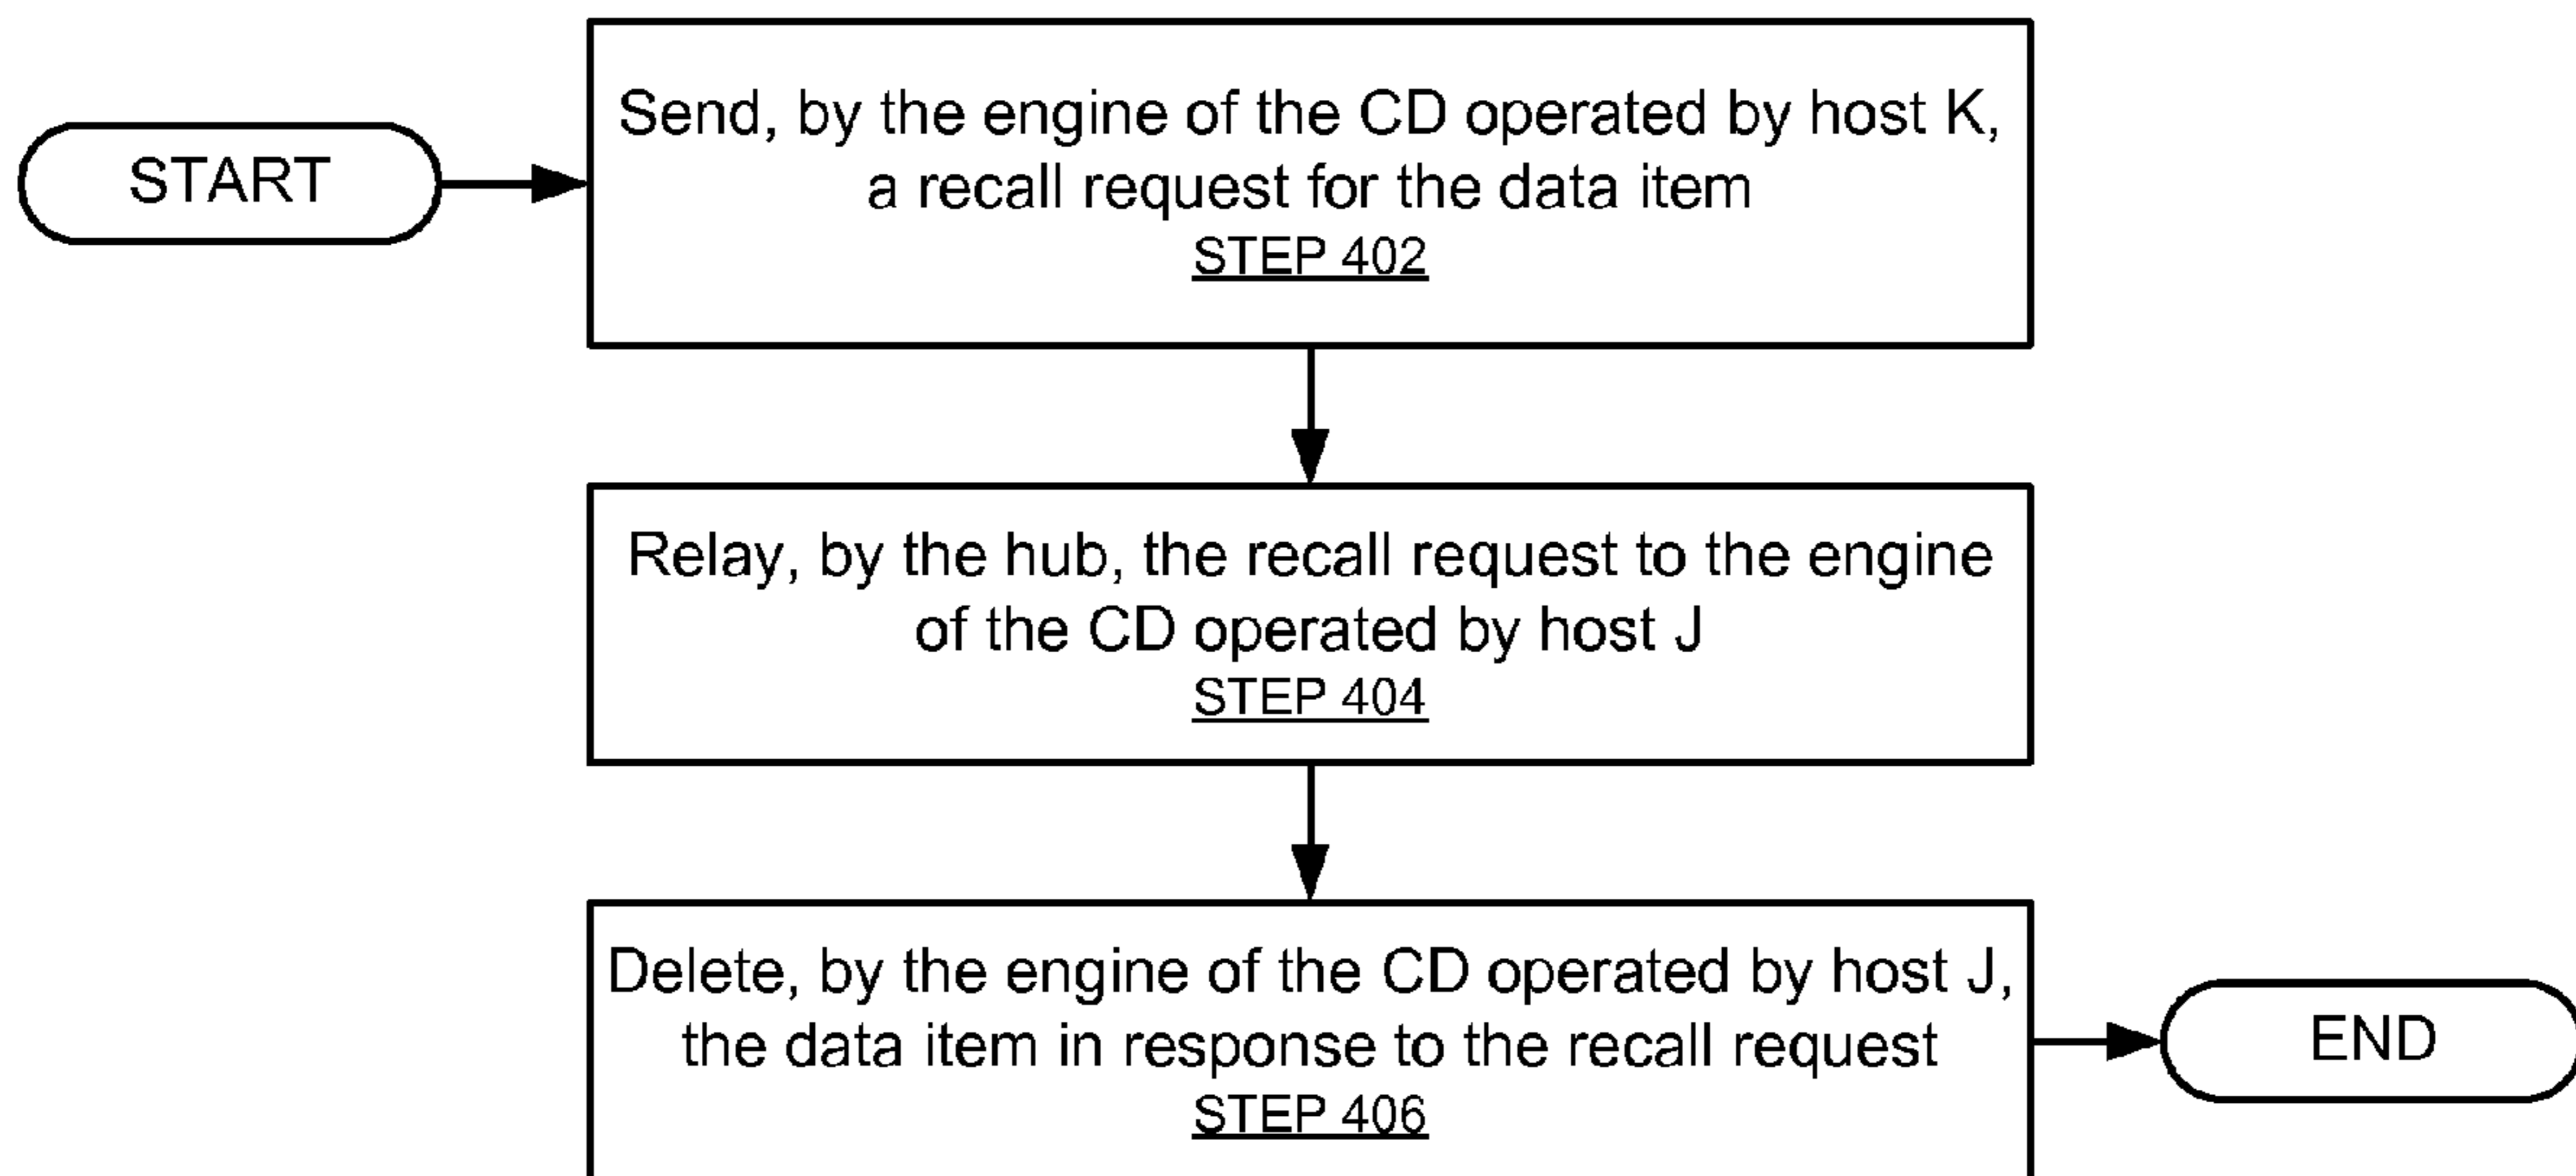 START
Send, by the engine of the CD operated by host K,
a recall request for the data item
STEP 402
Relay, by the hub, the recall request to the engine
of the CD operated by host J
STEP 404
Delete, by the engine of the CD operated by host J,
the data item in response to the recall request
STEP 406
END